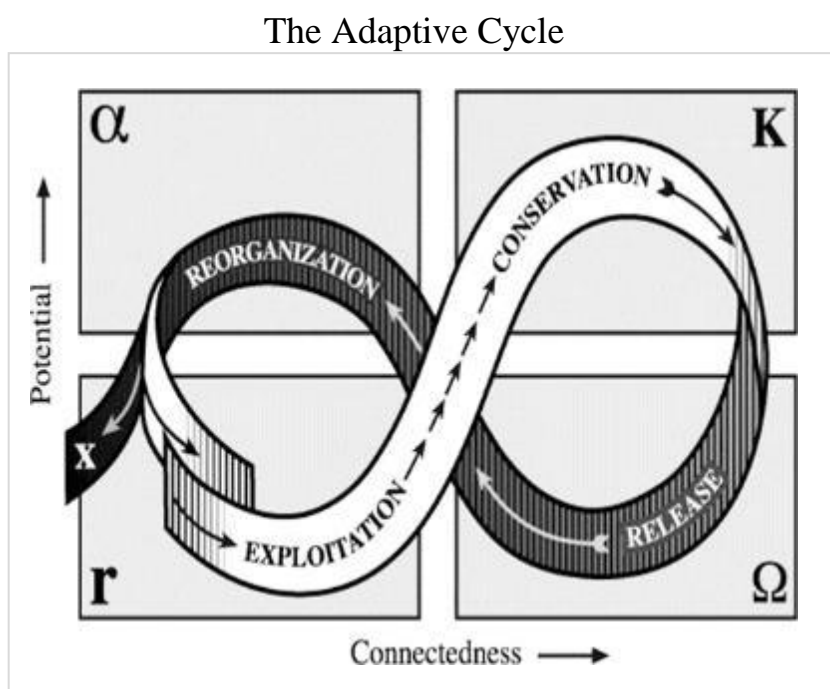 The Adaptive Cycle
α
K
REORGANIZATION
CONSERVATION
Potential
x
EXPLOITATION
RELEASE
r
Ω
Connectedness